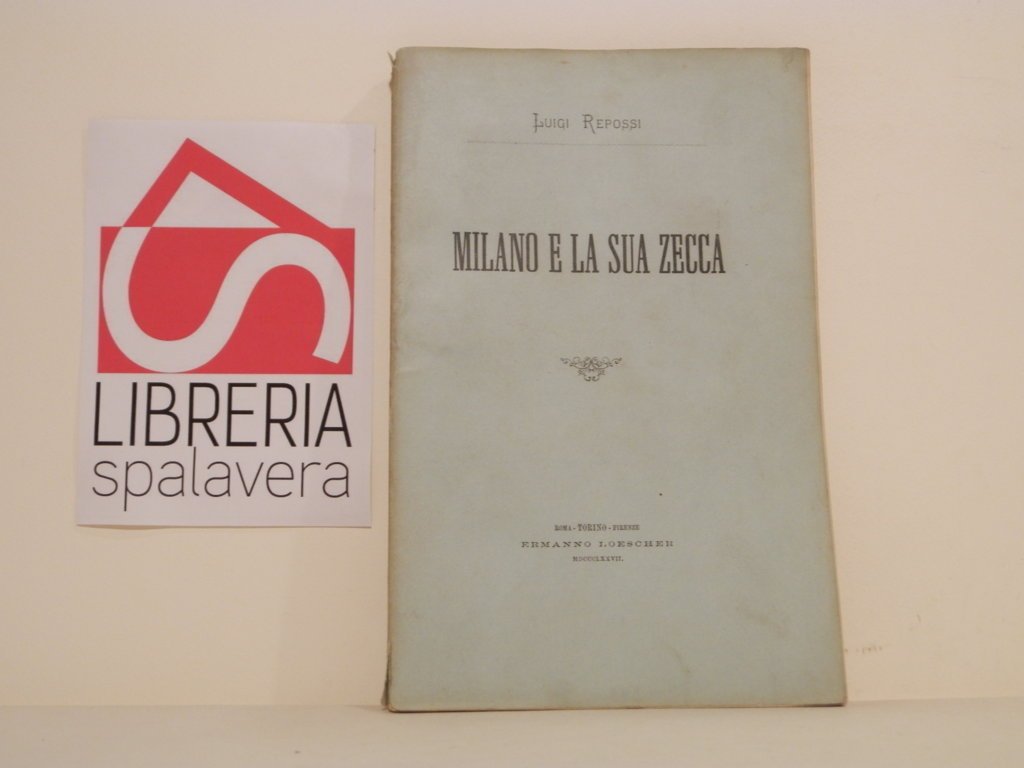 LIBRERIA
spalavera
LUIGI REPOSSI
MILANO E LA SUA ZECCA
ROMA - TORINO - FIRENZE
ERMANNO LOESCHER
MDCCCLXXVII.